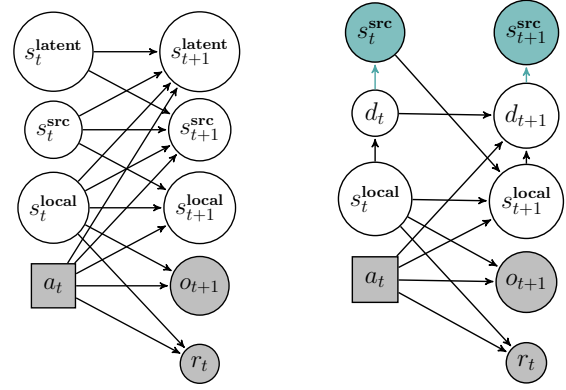 s_t^latent s_{t+1}^latent
s_t^src s_{t+1}^src
s_t^local s_{t+1}^local
a_t o_{t+1}
r_t
s_t^src s_{t+1}^src
d_t d_{t+1}
s_t^local s_{t+1}^local
a_t o_{t+1}
r_t